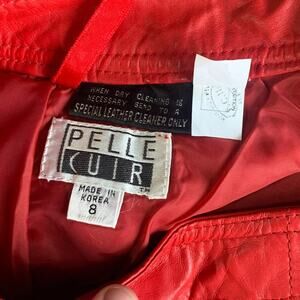 WHEN DRY CLEANING IS
NECESSARY SEND TO A
SPECIAL LEATHER CLEANER ONLY
PELLE
CUIR
TM
MADE IN
KOREA
8